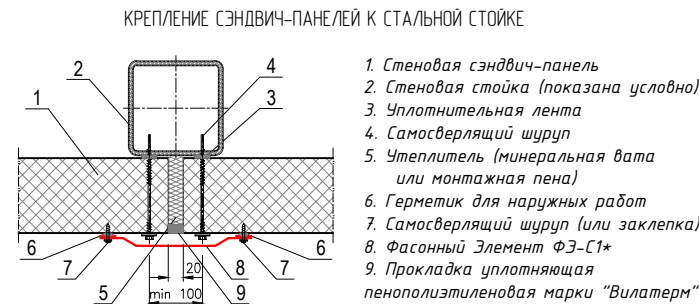 КРЕПЛЕНИЕ СЭНДВИЧ-ПАНЕЛЕЙ К СТАЛЬНОЙ СТОЙКЕ
1. Стеновая сэндвич-панель
2. Стеновая стойка (показана условно)
3. Уплотнительная лента
4. Самосверлящий шуруп
5. Утеплитель (минеральная вата
или монтажная пена)
6. Герметик для наружных работ
7. Самосверлящий шуруп (или заклепка)
8. Фасонный Элемент ФЭ-С1*
9. Прокладка уплотняющая
пенополиэтиленовая марки "Вилатерм"
2
4
1
3
6
7
20
8
7
6
5
min 100
9